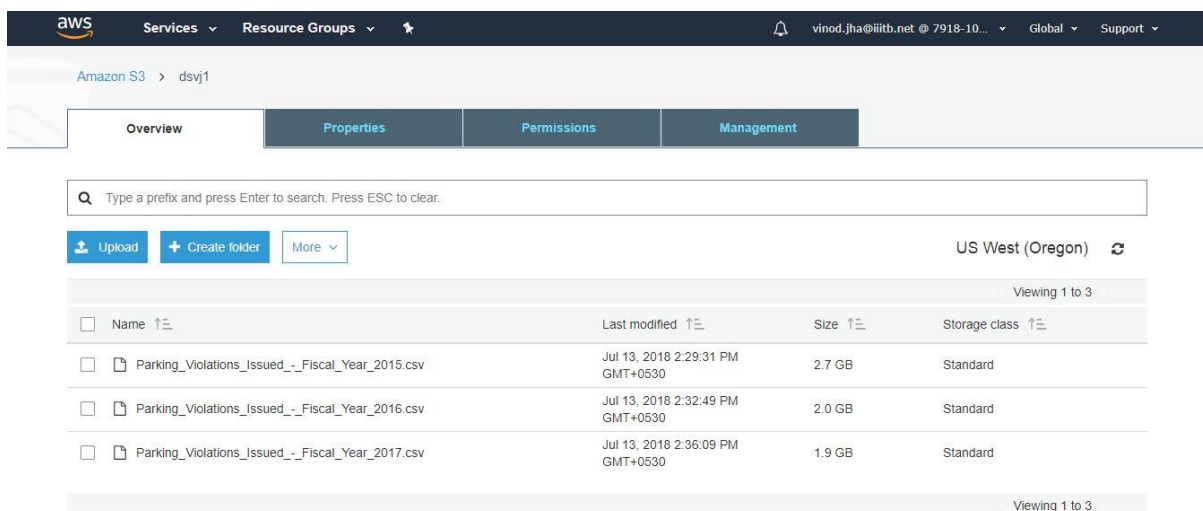 aws Services Resource Groups vinod.jha@iiitb.net @ 7918-10... Global Support
Amazon S3 > dsvj1
Overview Properties Permissions Management
Type a prefix and press Enter to search. Press ESC to clear.
Upload + Create folder More US West (Oregon)
Viewing 1 to 3
Name Last modified Size Storage class
Parking_Violations_Issued_-_Fiscal_Year_2015.csv Jul 13, 2018 2:29:31 PM 2.7 GB Standard
GMT+0530
Parking_Violations_Issued_-_Fiscal_Year_2016.csv Jul 13, 2018 2:32:49 PM 2.0 GB Standard
GMT+0530
Parking_Violations_Issued_-_Fiscal_Year_2017.csv Jul 13, 2018 2:36:09 PM 1.9 GB Standard
GMT+0530
Viewing 1 to 3